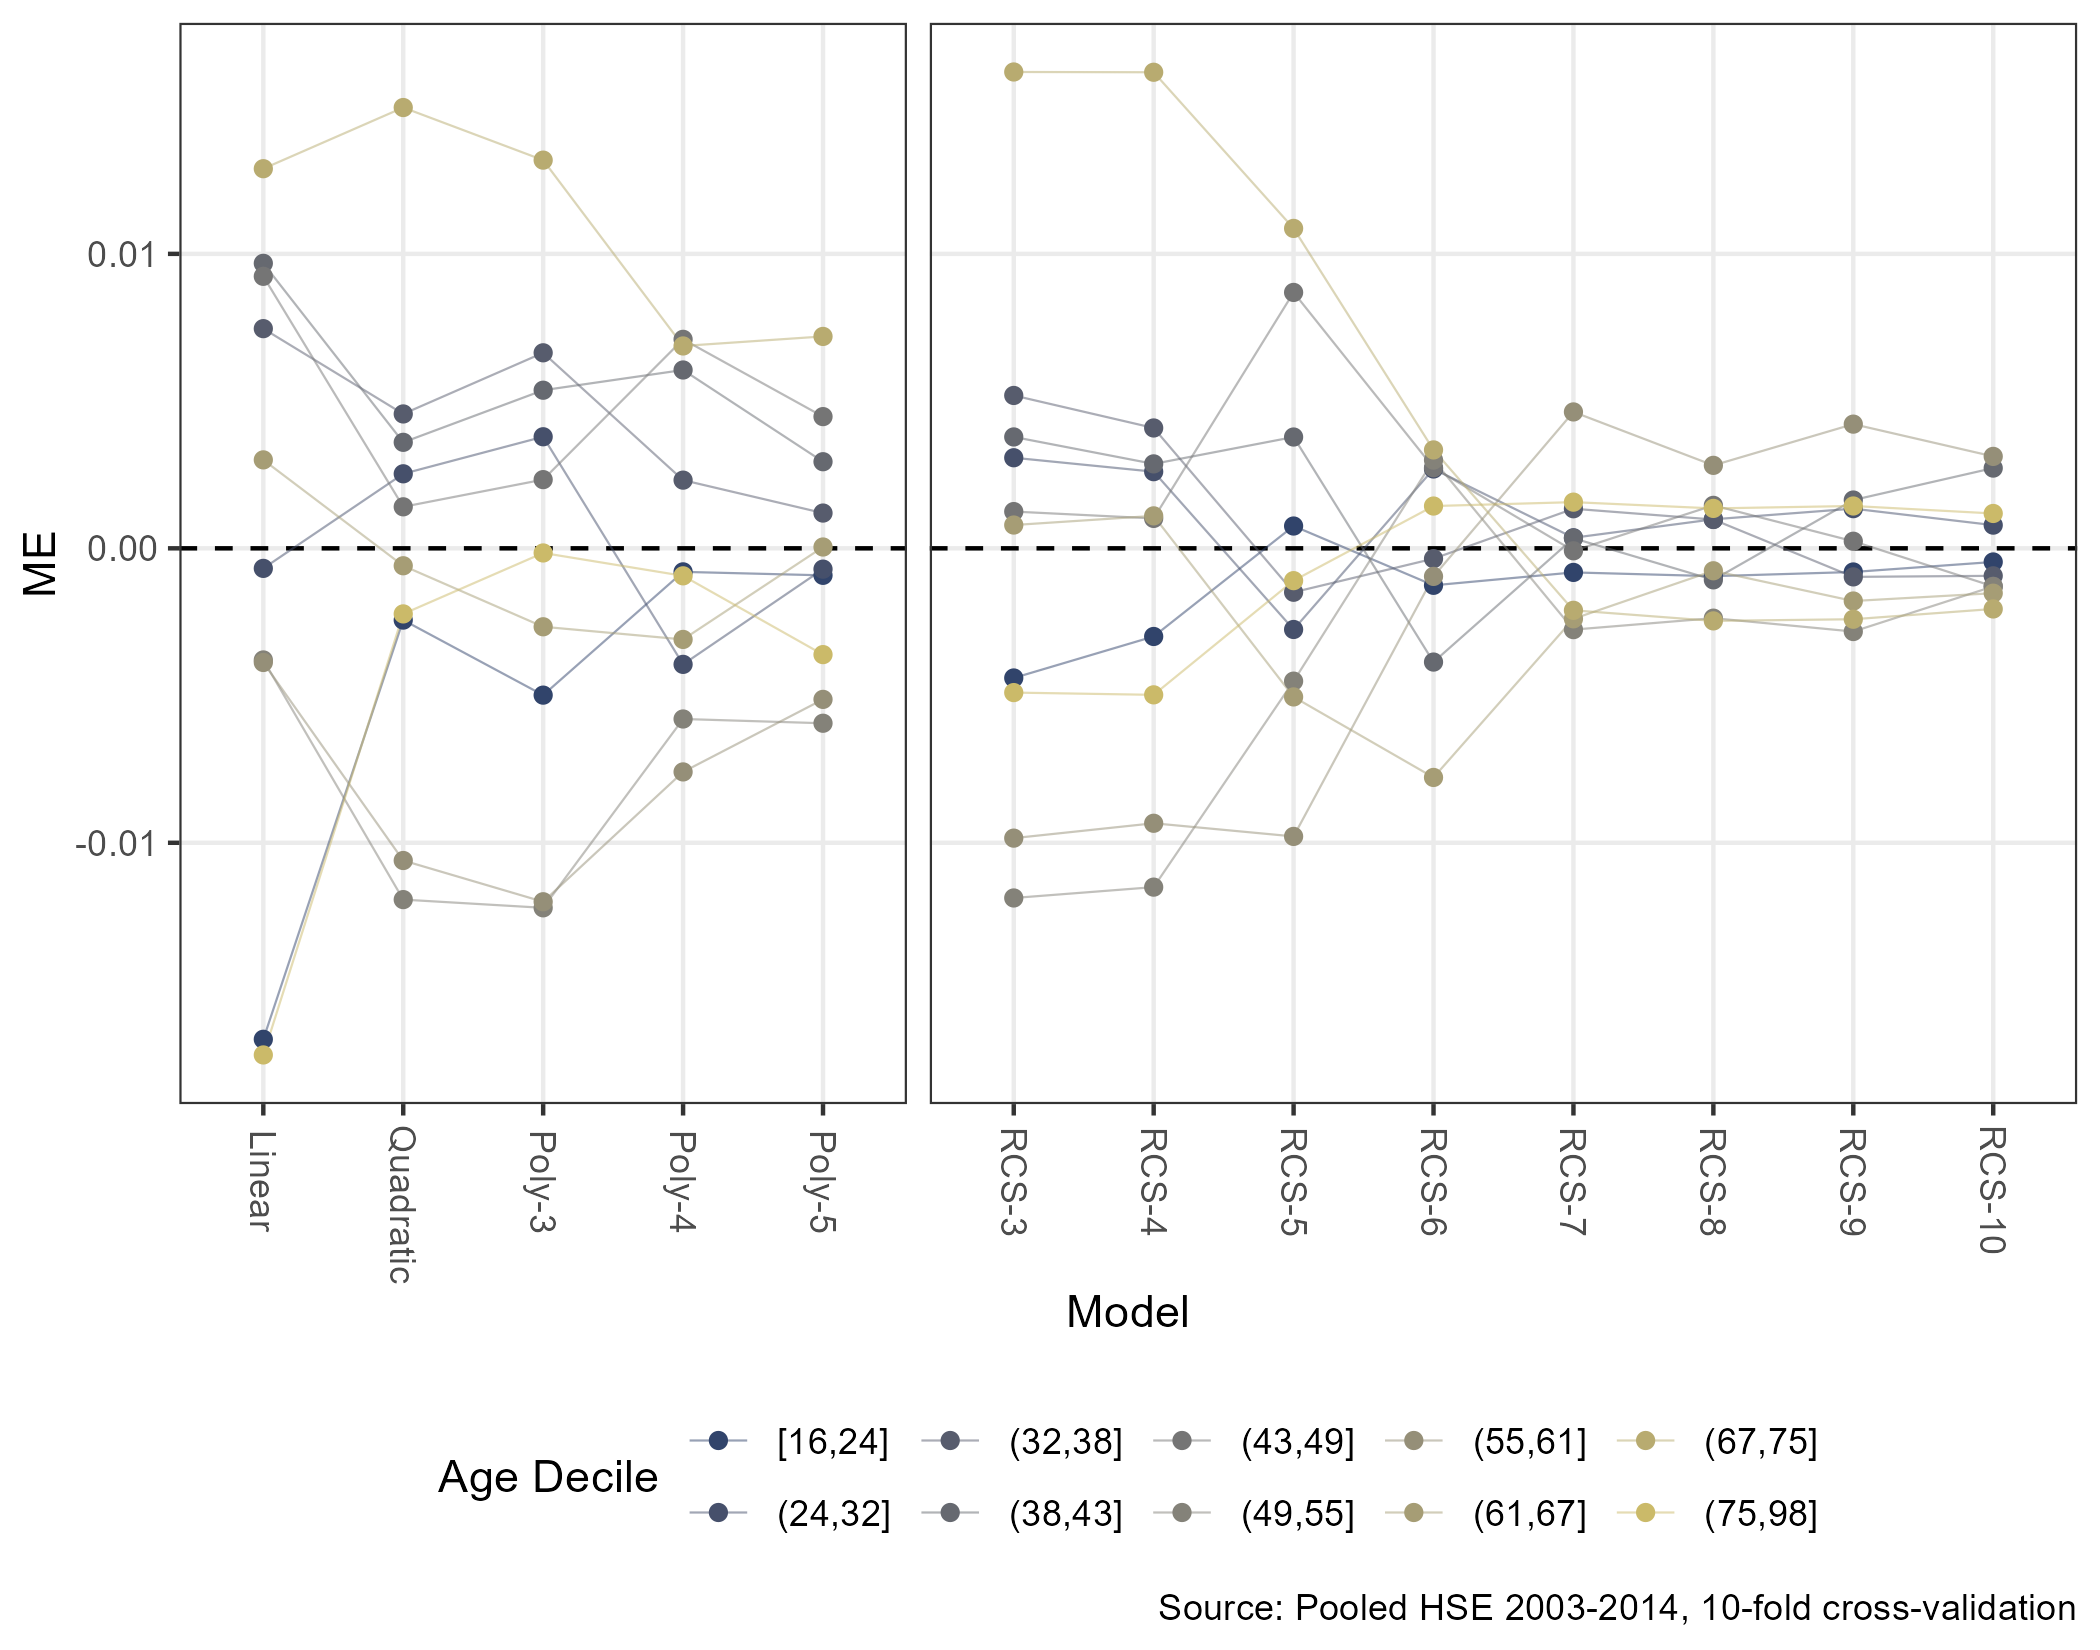 ME
0.01
0.00
-0.01
Linear
Quadratic
Poly-3
Poly-4
Poly-5
RCS-3
RCS-4
RCS-5
RCS-6
RCS-7
RCS-8
RCS-9
RCS-10
Model
Age Decile
[16,24]
(32,38]
(43,49]
(55,61]
(67,75]
(24,32]
(38,43]
(49,55]
(61,67]
(75,98]
Source: Pooled HSE 2003-2014, 10-fold cross-validation